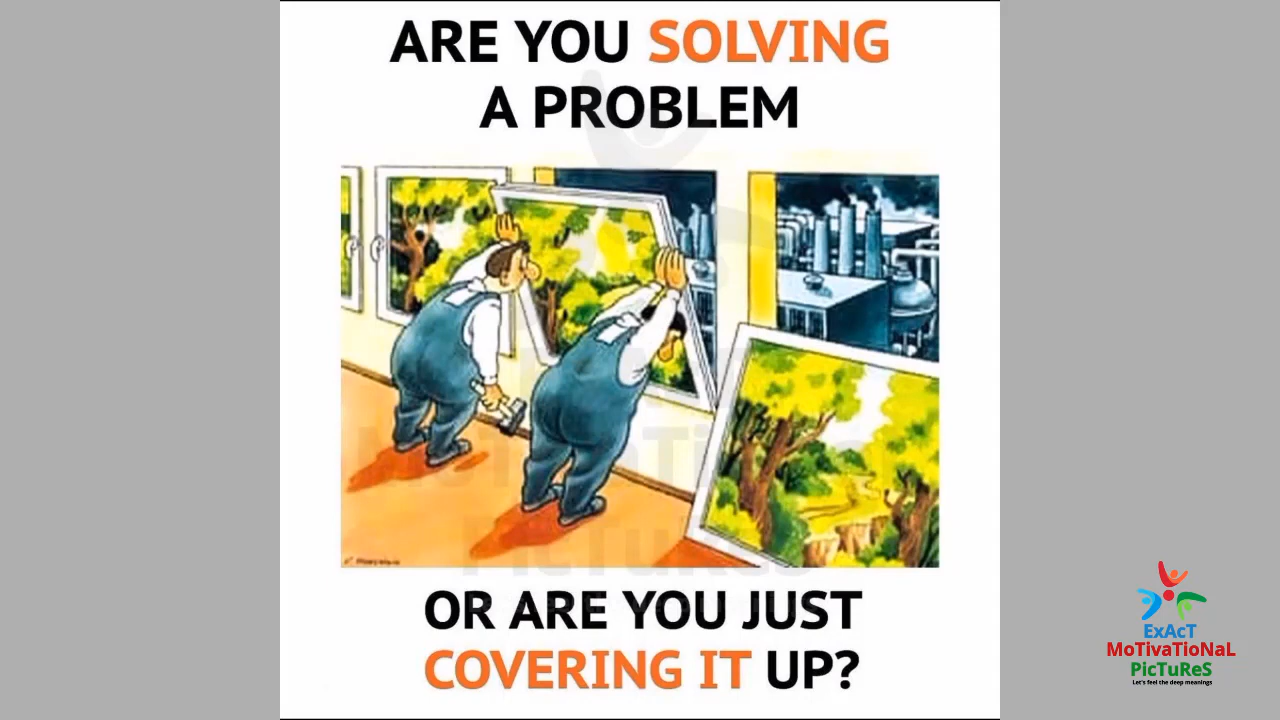 ARE YOU SOLVING
A PROBLEM
OR ARE YOU JUST
COVERING IT UP?
ExAcT
MoTivaTioNaL
PicTuReS
Let's feel the deep meanings